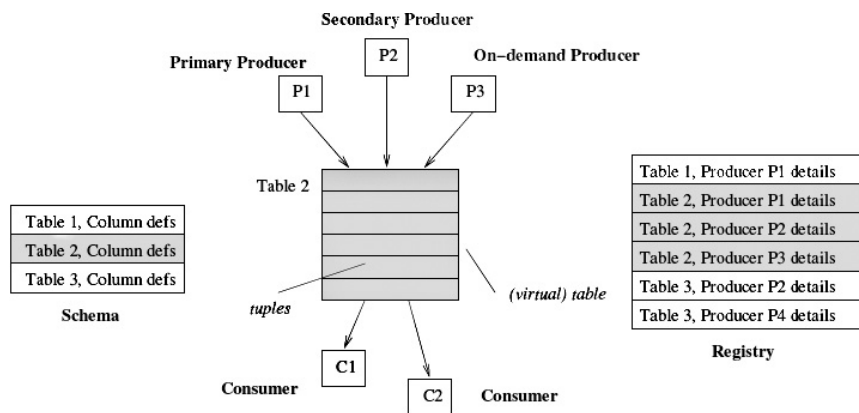 Secondary Producer
P2
Primary Producer
On-demand Producer
P1
P3
Table 2
Table 1, Column defs
Table 2, Column defs
Table 3, Column defs
Schema
tuples
(virtual) table
Table 1, Producer P1 details
Table 2, Producer P1 details
Table 2, Producer P2 details
Table 2, Producer P3 details
Table 3, Producer P2 details
Table 3, Producer P4 details
Registry
C1
Consumer
C2
Consumer